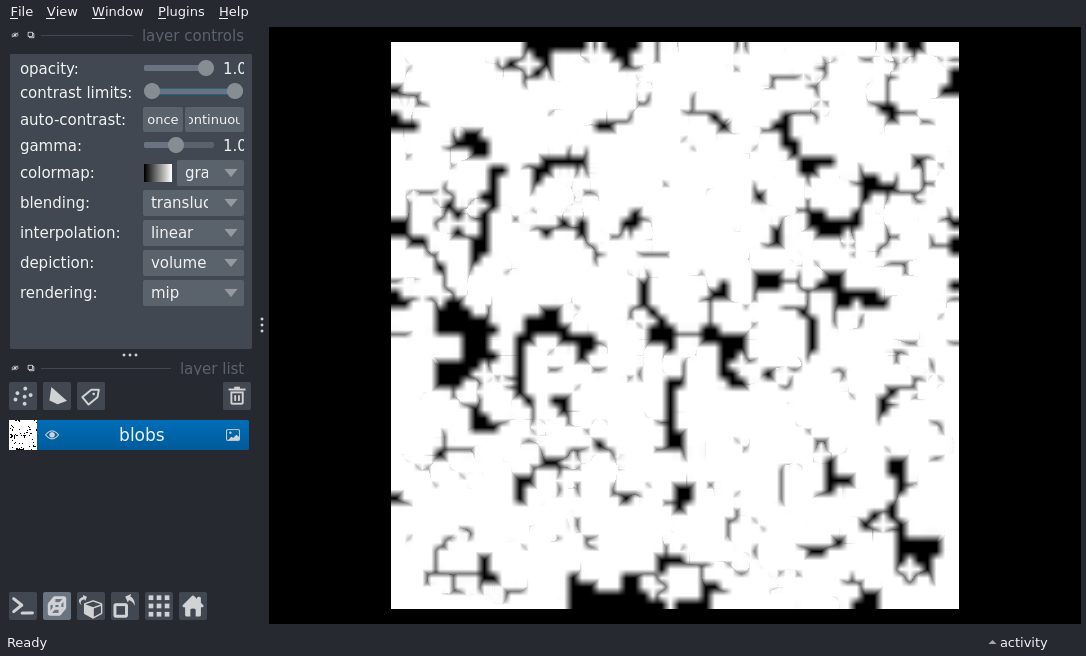 File View Window Plugins Help
layer controls
opacity: 1.0
contrast limits:
auto-contrast: once ontinuou
gamma: 1.0
colormap: gra
blending: transluc
interpolation: linear
depiction: volume
rendering: mip
layer list
blobs
Ready
activity